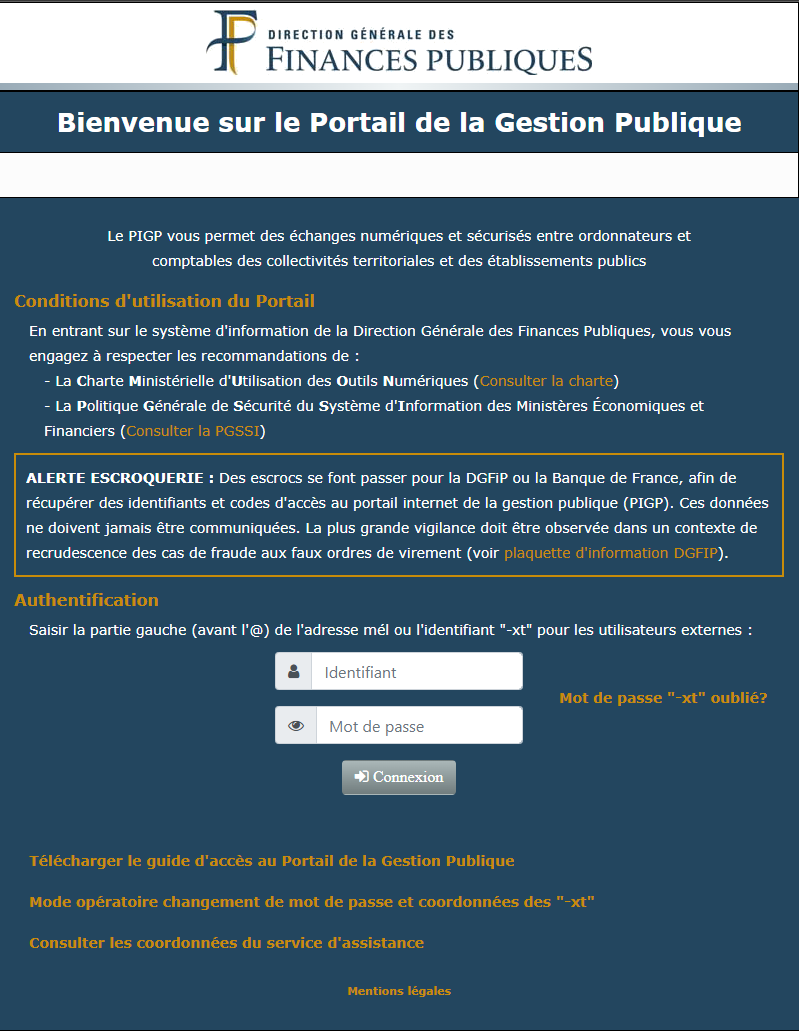 DIRECTION GÉNÉRALE DES
FINANCES PUBLIQUES
Bienvenue sur le Portail de la Gestion Publique
Le PIGP vous permet des échanges numériques et sécurisés entre ordonnateurs et
comptables des collectivités territoriales et des établissements publics
Conditions d'utilisation du Portail
En entrant sur le système d'information de la Direction Générale des Finances Publiques, vous vous
engagez à respecter les recommandations de :
- La Charte Ministérielle d'Utilisation des Outils Numériques (Consulter la charte)
- La Politique Générale de Sécurité du Système d'Information des Ministères Économiques et
Financiers (Consulter la PGSSI)
ALERTE ESCROQUERIE : Des escrocs se font passer pour la DGFiP ou la Banque de France, afin de
récupérer des identifiants et codes d'accès au portail internet de la gestion publique (PIGP). Ces données
ne doivent jamais être communiquées. La plus grande vigilance doit être observée dans un contexte de
recrudescence des cas de fraude aux faux ordres de virement (voir plaquette d'information DGFIP).
Authentification
Saisir la partie gauche (avant l'@) de l'adresse mél ou l'identifiant "-xt" pour les utilisateurs externes :
Identifiant
Mot de passe "-xt" oublié?
Mot de passe
Connexion
Télécharger le guide d'accès au Portail de la Gestion Publique
Mode opératoire changement de mot de passe et coordonnées des "-xt"
Consulter les coordonnées du service d'assistance
Mentions légales